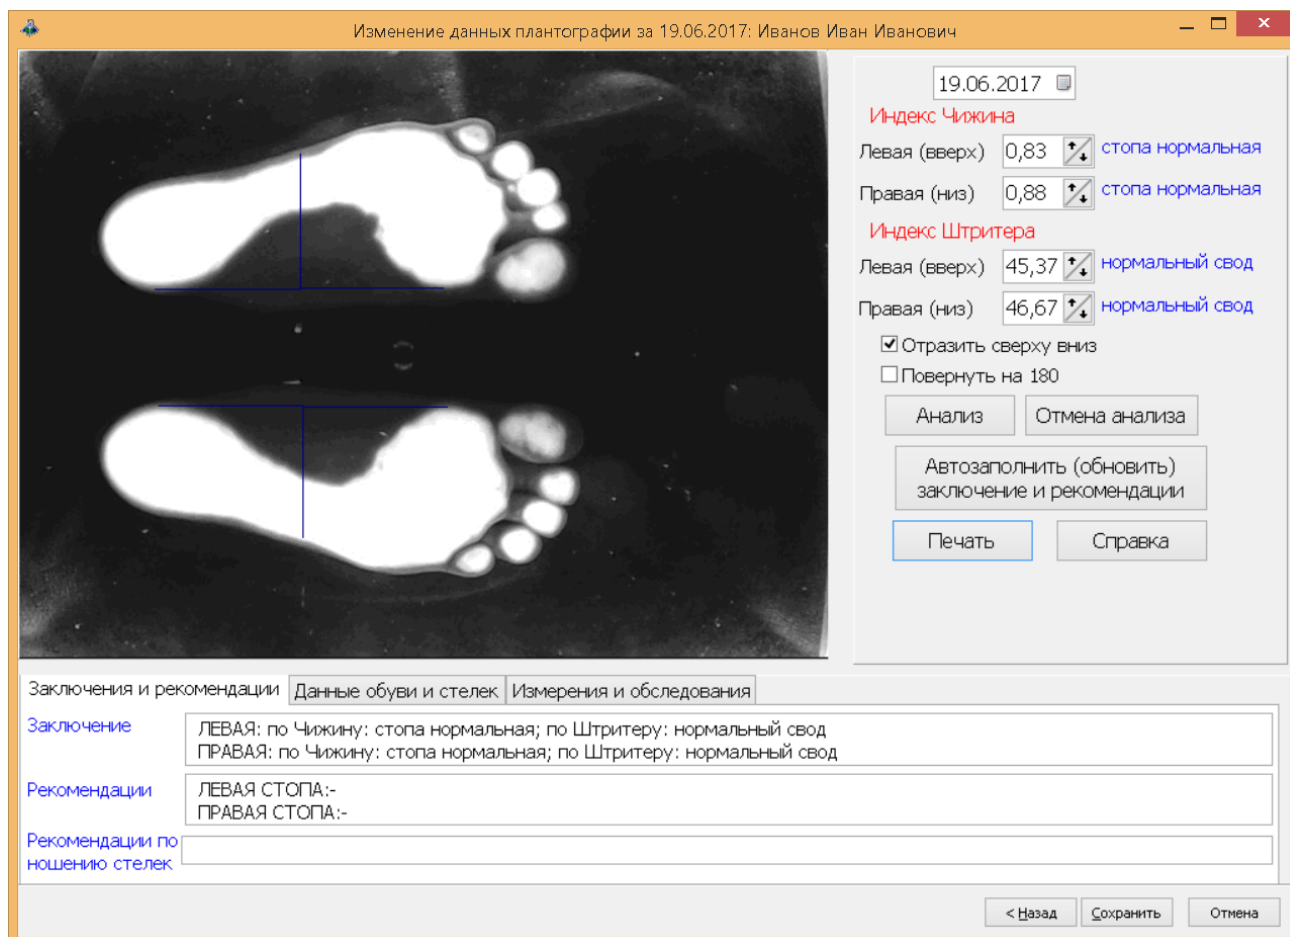 Изменение данных плантографии за 19.06.2017: Иванов Иван Иванович
19.06.2017
Индекс Чижина
Левая (вверх) 0,83 стопа нормальная
Правая (низ) 0,88 стопа нормальная
Индекс Штритера
Левая (вверх) 45,37 нормальный свод
Правая (низ) 46,67 нормальный свод
Отразить сверху вниз
Повернуть на 180
Анализ Отмена анализа
Автозаполнить (обновить)
заключение и рекомендации
Печать Справка
Заключения и рекомендации Данные обуви и стелек Измерения и обследования
Заключение
ЛЕВАЯ: по Чижину: стопа нормальная; по Штритеру: нормальный свод
ПРАВАЯ: по Чижину: стопа нормальная; по Штритеру: нормальный свод
Рекомендации
ЛЕВАЯ СТОПА:-
ПРАВАЯ СТОПА:-
Рекомендации по
ношению стелек
< Назад Сохранить Отмена